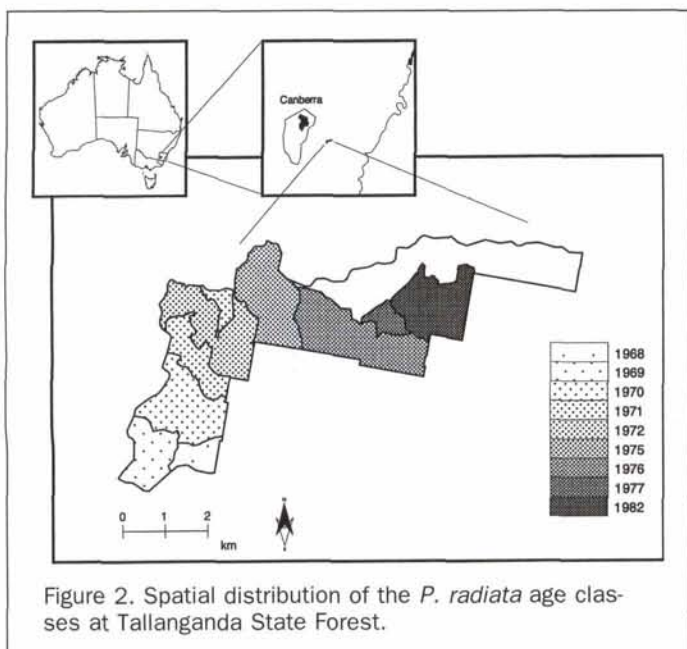 Canberra
1968
1969
1970
1971
1972
1975
1976
1977
1982
0 1 2
km
Figure 2. Spatial distribution of the P. radiata age clas-
ses at Tallanganda State Forest.